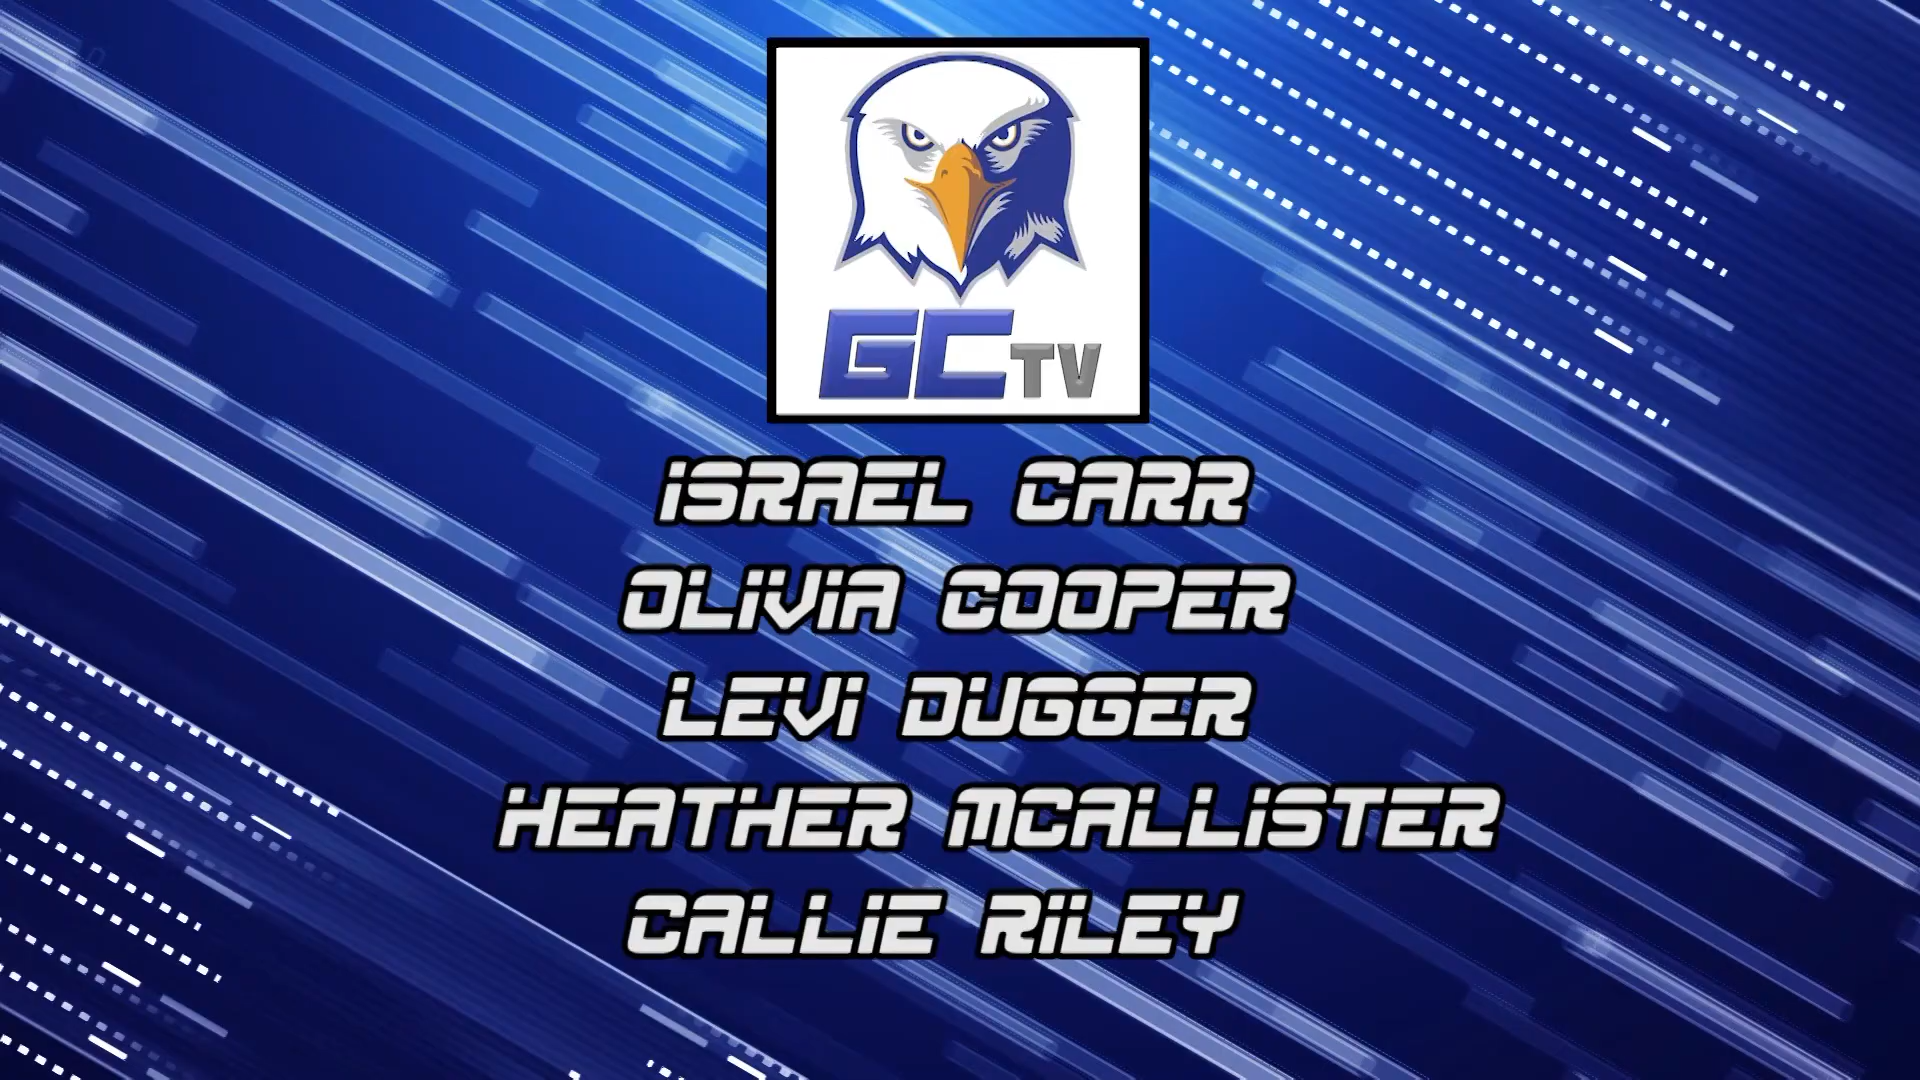 GCTV
ISRAEL CARR
OLIVIA COOPER
LEVI DUGGER
HEATHER MCALLISTER
CALLIE RILEY